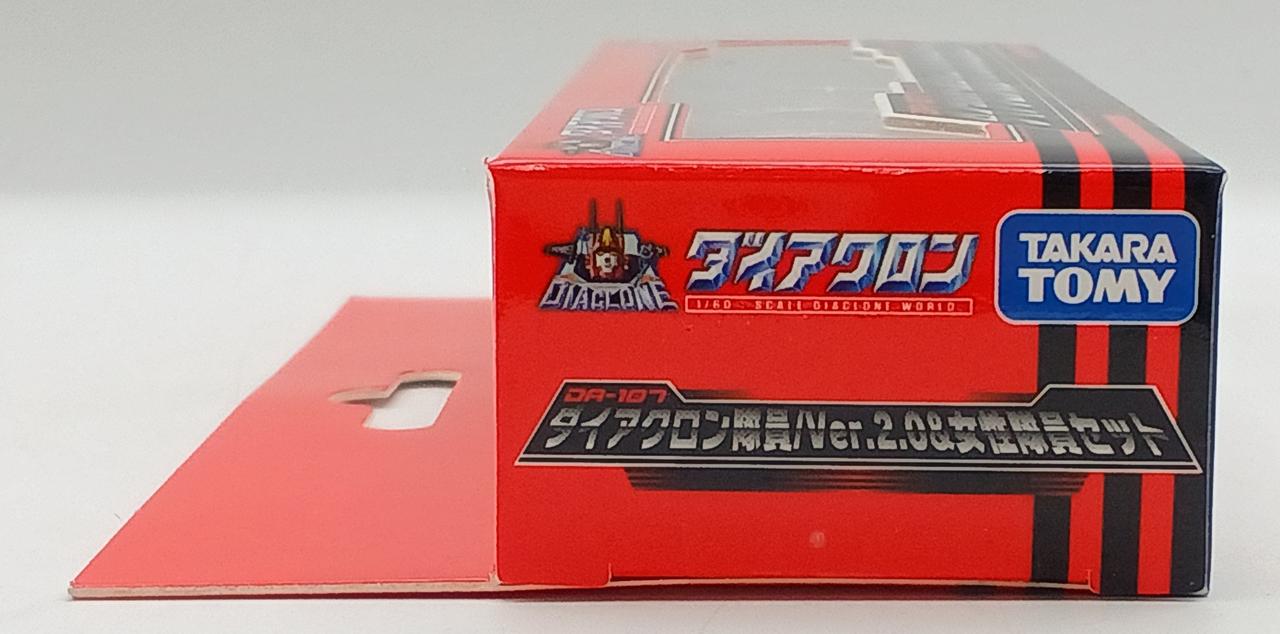 DIACLONE
ダイアクロン
1/60 SCALE DIACLONE WORLD
TAKARA
TOMY
DA-107
ダイアクロン隊員/Ver.2.0&女性隊員セット